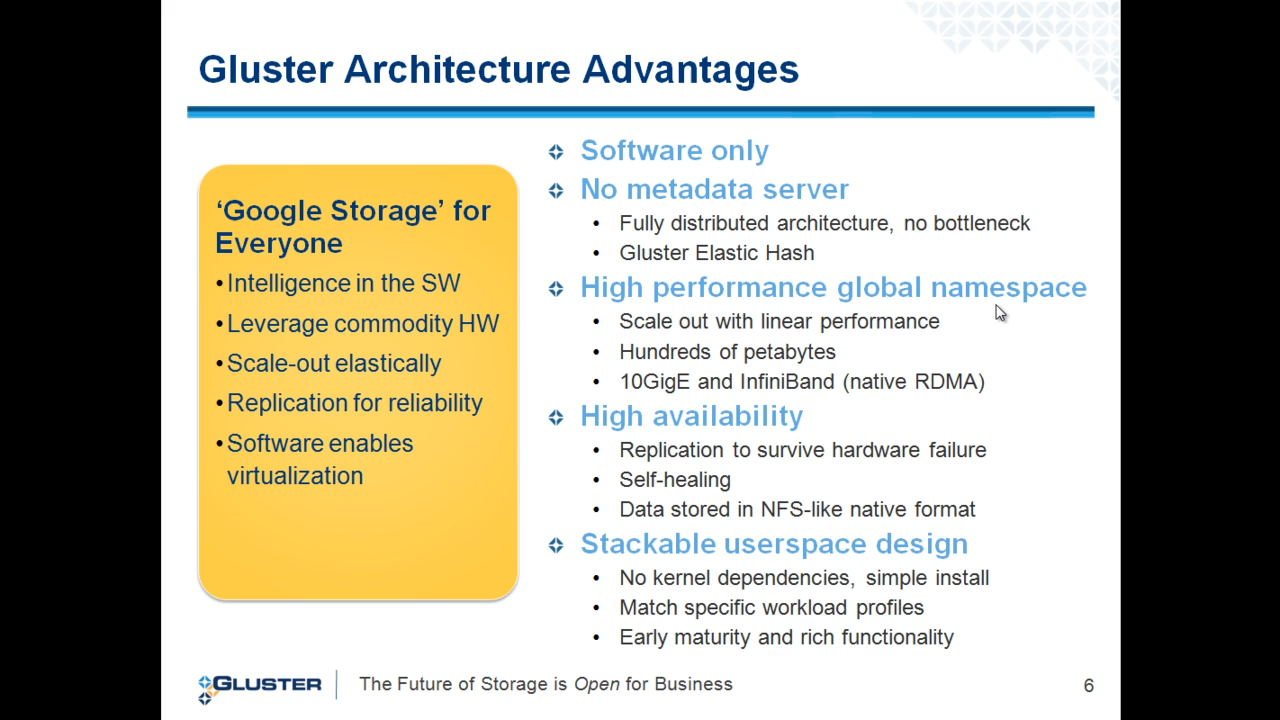 Gluster Architecture Advantages
‘Google Storage’ for
Everyone
•Intelligence in the SW
•Leverage commodity HW
•Scale-out elastically
•Replication for reliability
•Software enables
virtualization
Software only
No metadata server
• Fully distributed architecture, no bottleneck
• Gluster Elastic Hash
High performance global namespace
• Scale out with linear performance
• Hundreds of petabytes
• 10GigE and InfiniBand (native RDMA)
High availability
• Replication to survive hardware failure
• Self-healing
• Data stored in NFS-like native format
Stackable userspace design
• No kernel dependencies, simple install
• Match specific workload profiles
• Early maturity and rich functionality
GLUSTER
The Future of Storage is Open for Business
6